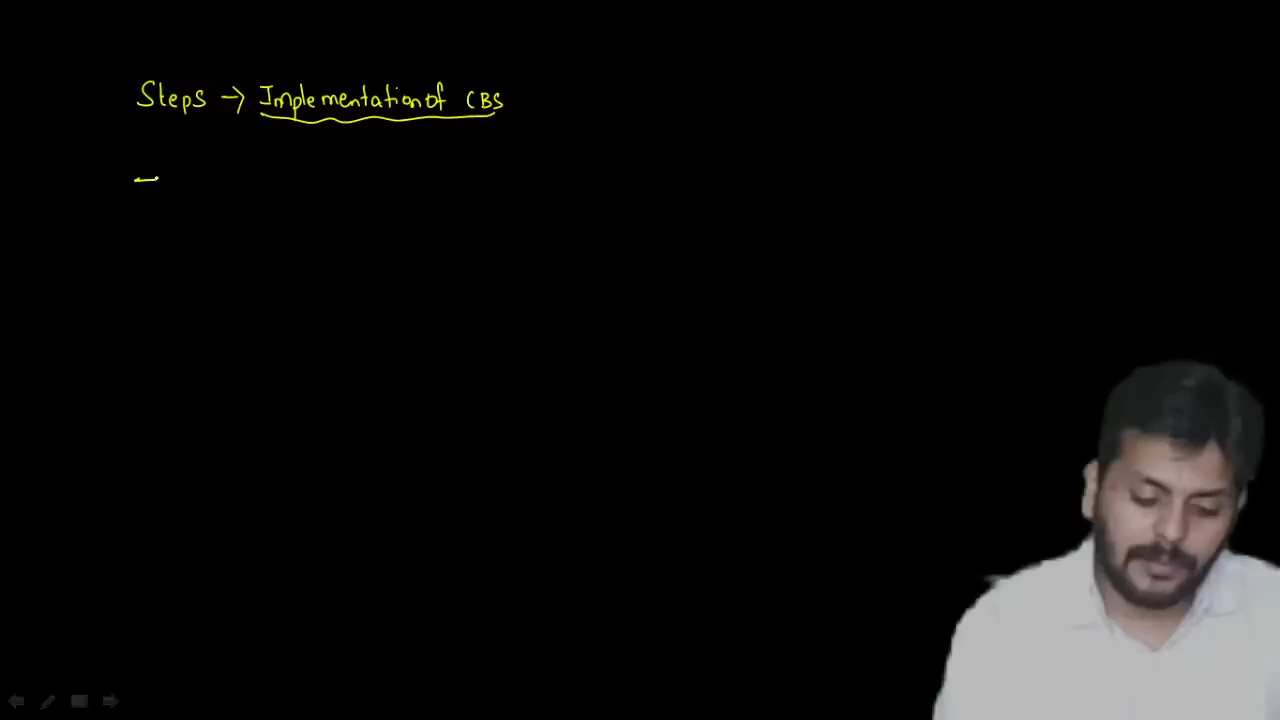 Steps → Implementation of CBS